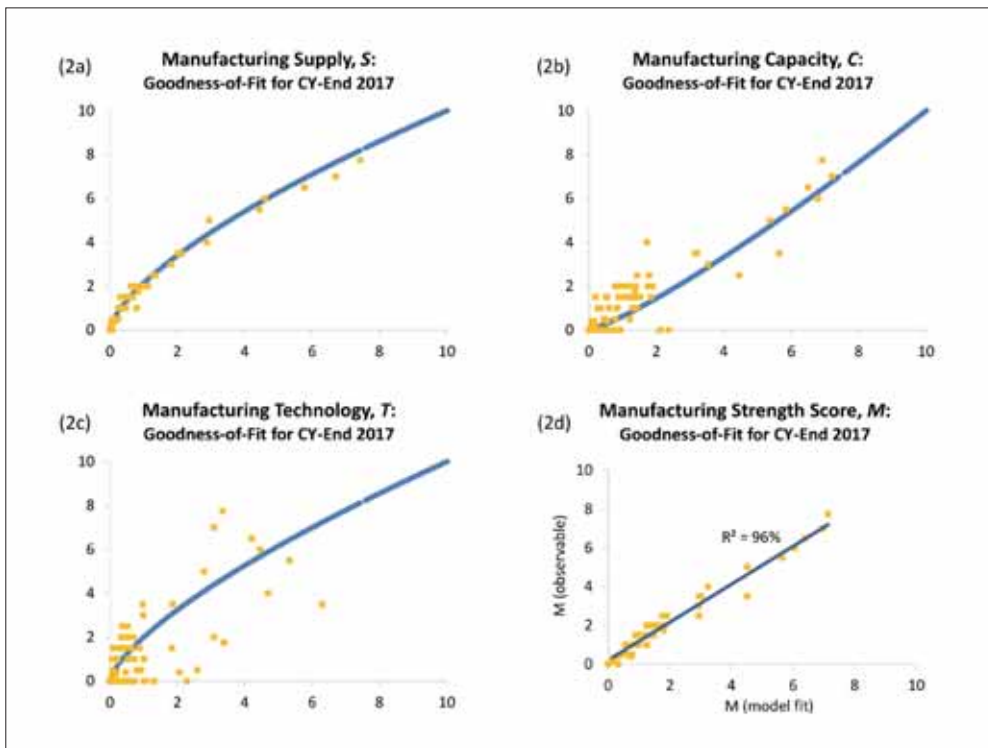 (2a)
Manufacturing Supply, S:
Goodness-of-Fit for CY-End 2017
10
8
6
4
2
0
0 2 4 6 8 10
(2b)
Manufacturing Capacity, C:
Goodness-of-Fit for CY-End 2017
10
8
6
4
2
0
0 2 4 6 8 10
(2c)
Manufacturing Technology, T:
Goodness-of-Fit for CY-End 2017
10
8
6
4
2
0
0 2 4 6 8 10
(2d)
Manufacturing Strength Score, M:
Goodness-of-Fit for CY-End 2017
M (observable)
10
8
6
4
2
0
R² = 96%
0 2 4 6 8 10
M (model fit)